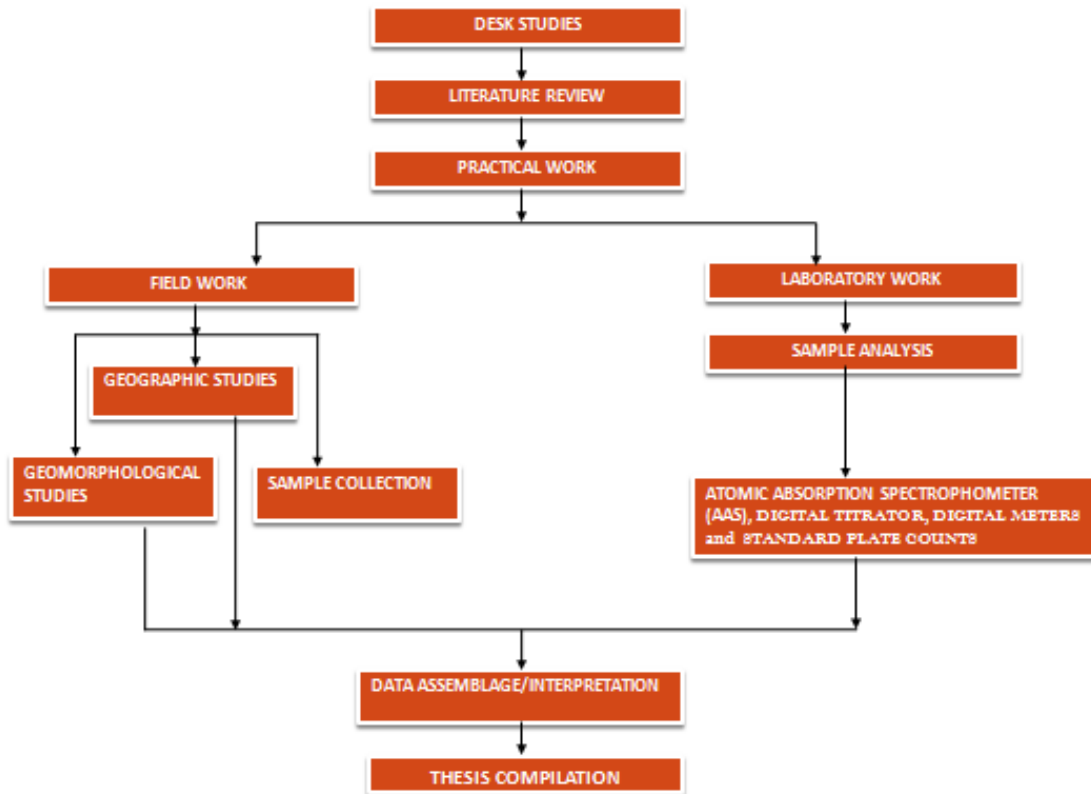 DESK STUDIES
LITERATURE REVIEW
PRACTICAL WORK
FIELD WORK
LABORATORY WORK
SAMPLE ANALYSIS
GEOGRAPHIC STUDIES
GEOMORPHOLOGICAL
STUDIES
SAMPLE COLLECTION
ATOMIC ABSORPTION SPECTROPHOMETER
(AAS), DIGITAL TITRATOR, DIGITAL METERS
and STANDARD PLATE COUNTS
DATA ASSEMBLAGE/INTERPRETATION
THESIS COMPILATION